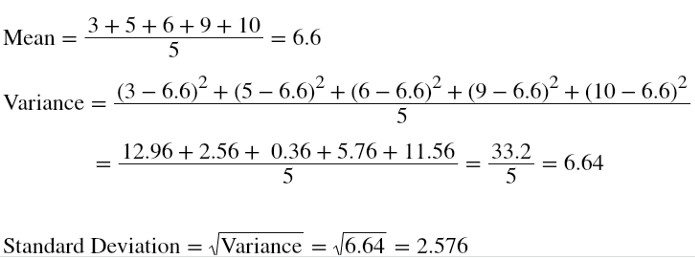 Mean = (3 + 5 + 6 + 9 + 10) / 5 = 6.6
Variance = ((3 − 6.6)² + (5 − 6.6)² + (6 − 6.6)² + (9 − 6.6)² + (10 − 6.6)²) / 5
= (12.96 + 2.56 + 0.36 + 5.76 + 11.56) / 5 = 33.2 / 5 = 6.64
Standard Deviation = √Variance = √6.64 = 2.576